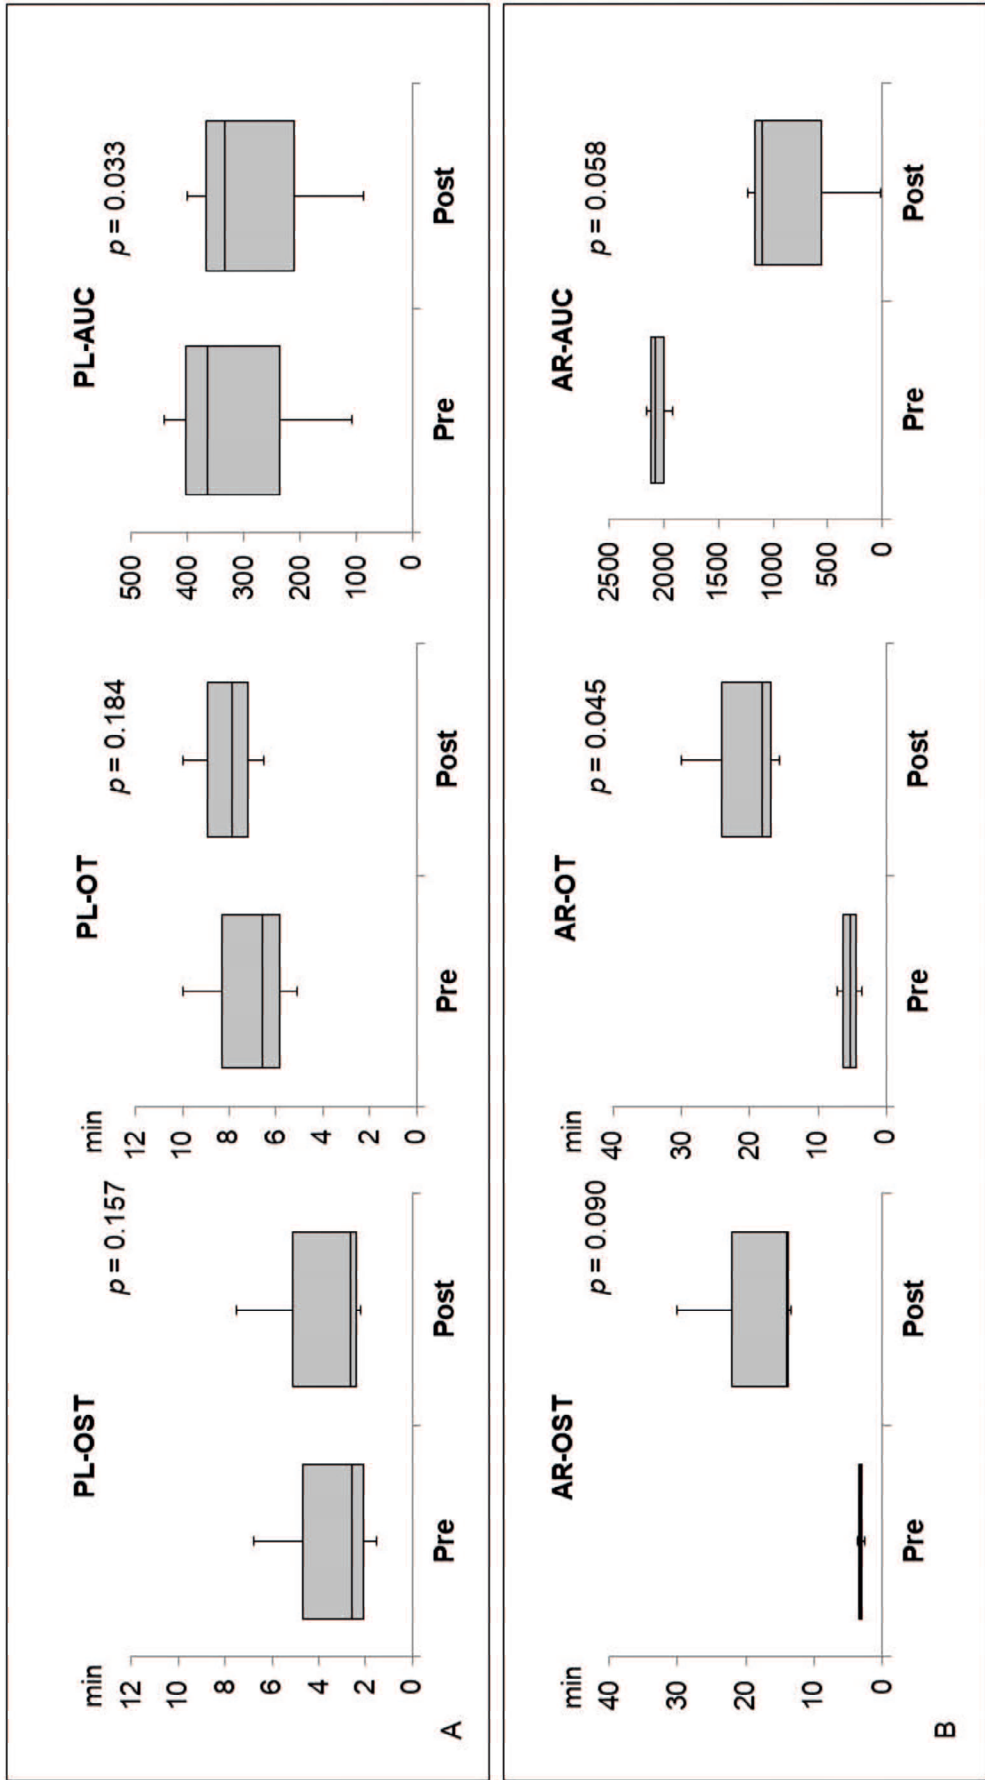 PL-OST
min
p = 0.157
12
10
8
6
4
2
0
Pre
Post
PL-OT
min
p = 0.184
12
10
8
6
4
2
0
Pre
Post
PL-AUC
p = 0.033
500
400
300
200
100
0
Pre
Post
A
AR-OST
min
p = 0.090
40
30
20
10
0
Pre
Post
AR-OT
min
p = 0.045
40
30
20
10
0
Pre
Post
AR-AUC
p = 0.058
2500
2000
1500
1000
500
0
Pre
Post
B